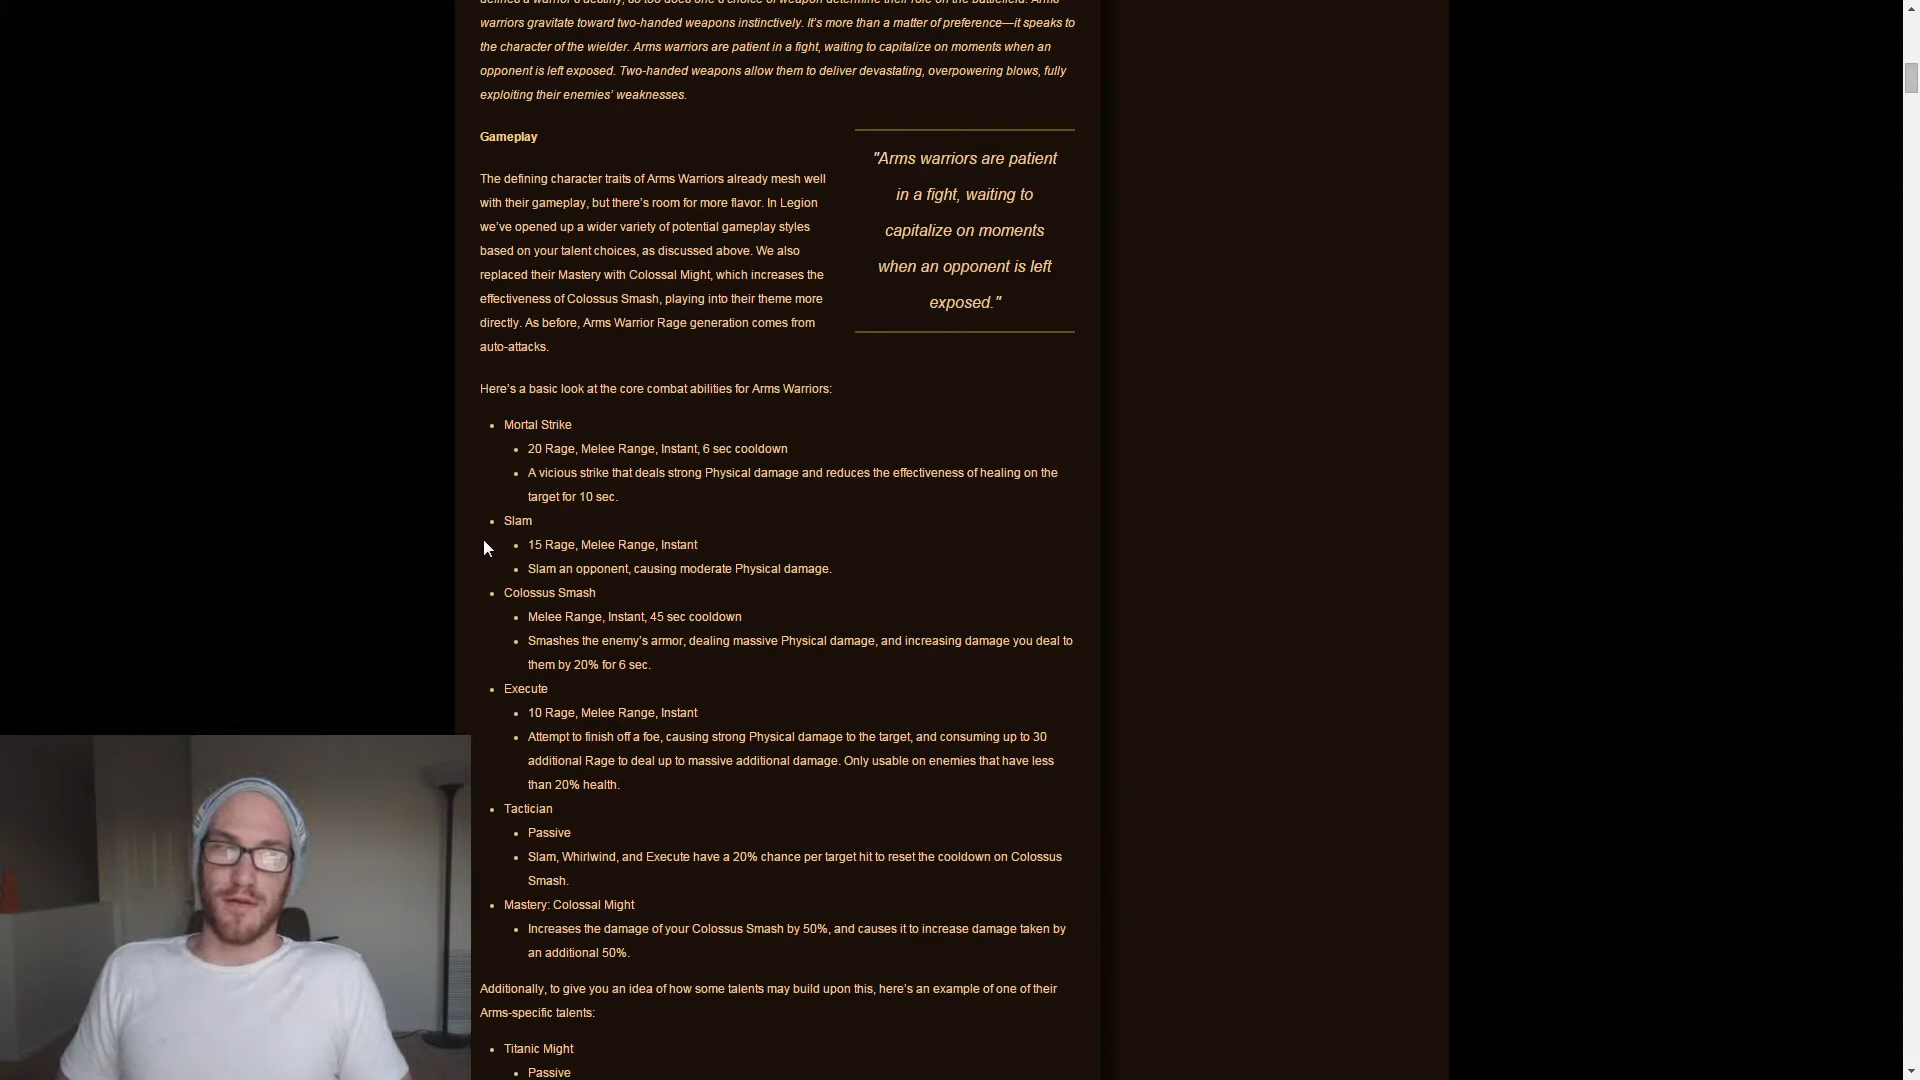 warriors gravitate toward two-handed weapons instinctively. It's more than a matter of preference—it speaks to
the character of the wielder. Arms warriors are patient in a fight, waiting to capitalize on moments when an
opponent is left exposed. Two-handed weapons allow them to deliver devastating, overpowering blows, fully
exploiting their enemies' weaknesses.
Gameplay
The defining character traits of Arms Warriors already mesh well
with their gameplay, but there's room for more flavor. In Legion
we've opened up a wider variety of potential gameplay styles
based on your talent choices, as discussed above. We also
replaced their Mastery with Colossal Might, which increases the
effectiveness of Colossus Smash, playing into their theme more
directly. As before, Arms Warrior Rage generation comes from
auto-attacks.
"Arms warriors are patient
in a fight, waiting to
capitalize on moments
when an opponent is left
exposed."
Here's a basic look at the core combat abilities for Arms Warriors:
Mortal Strike
20 Rage, Melee Range, Instant, 6 sec cooldown
A vicious strike that deals strong Physical damage and reduces the effectiveness of healing on the
target for 10 sec.
Slam
15 Rage, Melee Range, Instant
Slam an opponent, causing moderate Physical damage.
Colossus Smash
Melee Range, Instant, 45 sec cooldown
Smashes the enemy's armor, dealing massive Physical damage, and increasing damage you deal to
them by 20% for 6 sec.
Execute
10 Rage, Melee Range, Instant
Attempt to finish off a foe, causing strong Physical damage to the target, and consuming up to 30
additional Rage to deal up to massive additional damage. Only usable on enemies that have less
than 20% health.
Tactician
Passive
Slam, Whirlwind, and Execute have a 20% chance per target hit to reset the cooldown on Colossus
Smash.
Mastery: Colossal Might
Increases the damage of your Colossus Smash by 50%, and causes it to increase damage taken by
an additional 50%.
Additionally, to give you an idea of how some talents may build upon this, here's an example of one of their
Arms-specific talents:
Titanic Might
Passive